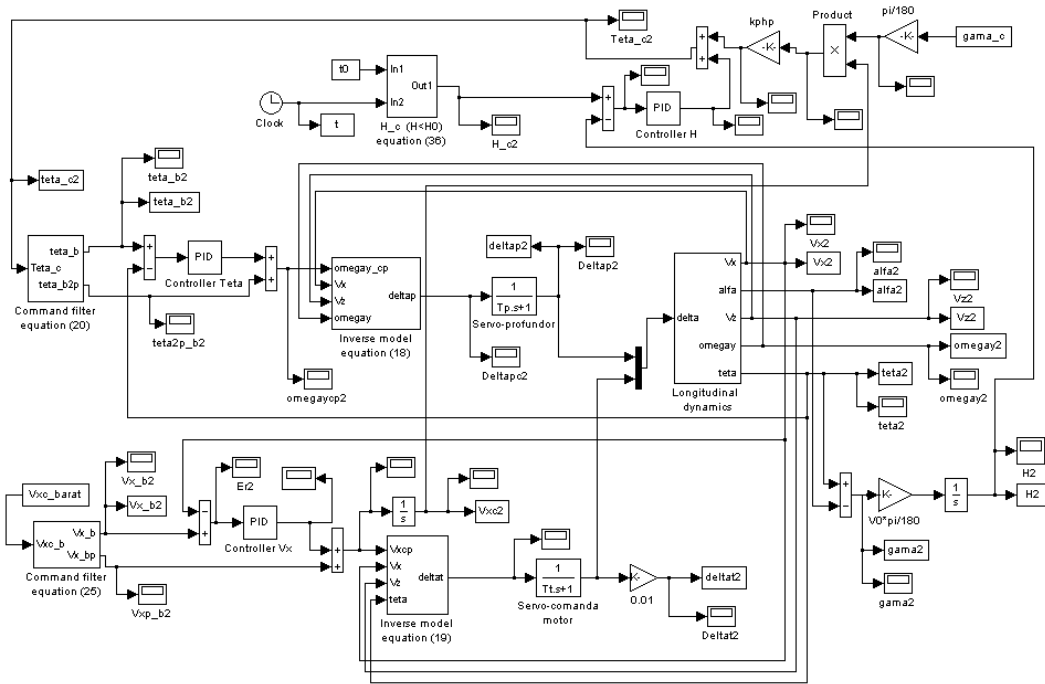 kphp
Product
pi/180
-K-
gama_c
Teta_c2
-K-
×
t0
In1
Out1
In2
Clock
t
H_c (H<H0)
equation (36)
H_c2
PID
Controller H
teta_c2
teta_b2
teta_b2
teta_b
Teta_c
teta_b2p
Command filter
equation (20)
PID
Controller Teta
teta2p_b2
omegay_cp
Vx
Vz
omegay
deltap
Inverse model
equation (18)
omegaycp2
deltap2
Deltap2
1
Tp.s+1
Servo-profundor
Deltapc2
delta
Vx
alfa
Vz
omegay
teta
Longitudinal
dynamics
Vx2
Vx2
alfa2
alfa2
Vz2
Vz2
omegay2
omegay2
teta2
teta2
H2
H2
K-
V0*pi/180
1
s
gama2
gama2
Vxc_barat
Vxc_b
Vx_b
Vx_bp
Command filter
equation (25)
Vx_b2
Vx_b2
Vxp_b2
Er2
PID
Controller Vx
1
s
Vxc2
Vxcp
Vx
Vz
teta
deltat
Inverse model
equation (19)
1
Tt.s+1
Servo-comanda
motor
K-
0.01
deltat2
Deltat2